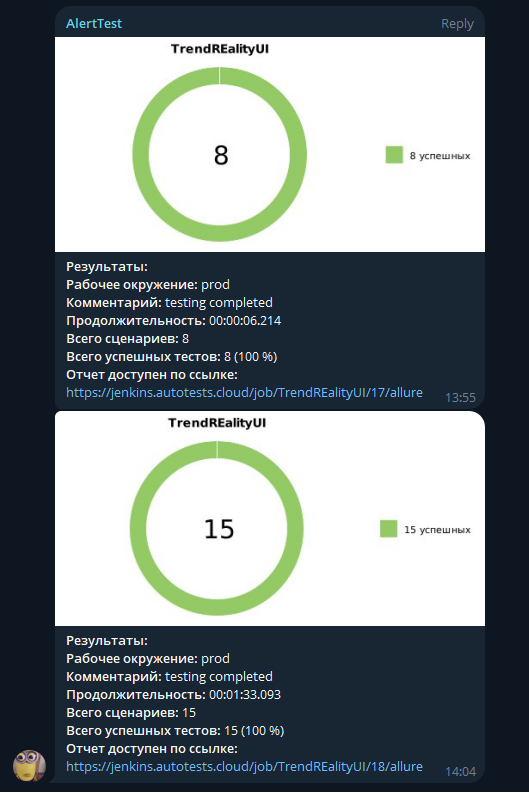 AlertTest
Reply
TrendREalityUI
8
8 успешных
Результаты:
Рабочее окружение: prod
Комментарий: testing completed
Продолжительность: 00:00:06.214
Всего сценариев: 8
Всего успешных тестов: 8 (100 %)
Отчет доступен по ссылке:
https://jenkins.autotests.cloud/job/TrendREalityUI/17/allure
13:55
TrendREalityUI
15
15 успешных
Результаты:
Рабочее окружение: prod
Комментарий: testing completed
Продолжительность: 00:01:33.093
Всего сценариев: 15
Всего успешных тестов: 15 (100 %)
Отчет доступен по ссылке:
https://jenkins.autotests.cloud/job/TrendREalityUI/18/allure
14:04